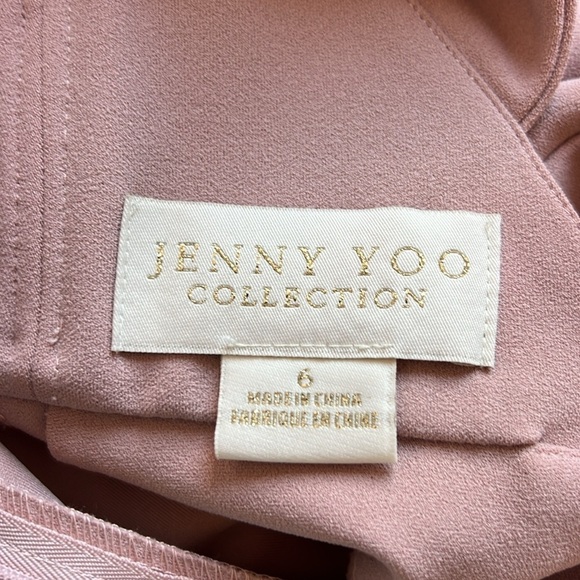 JENNY YOO
COLLECTION
6
MADE IN CHINA
FABRIQUE EN CHINE